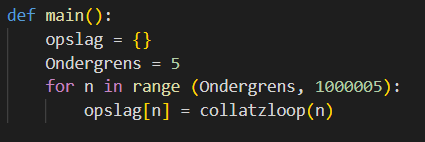 def main():
    opslag = {}
    Ondergrens = 5
    for n in range (Ondergrens, 1000005):
        opslag[n] = collatzloop(n)